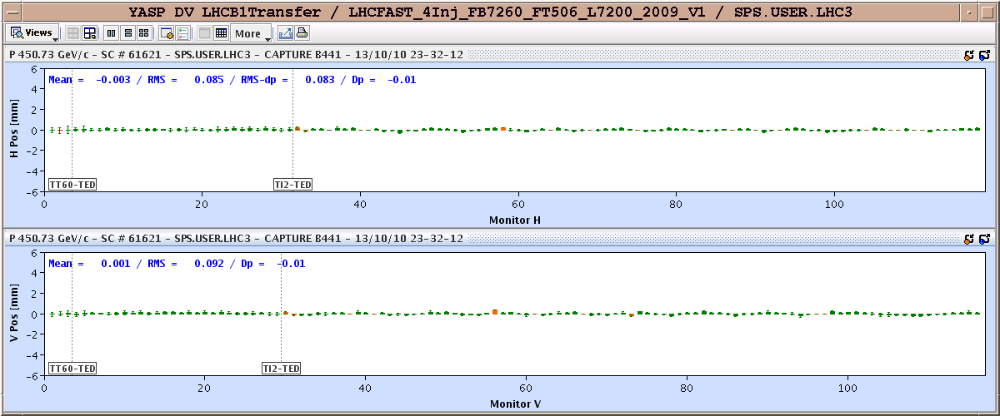 YASP DV LHCB1Transfer / LHCFAST_4Inj_FB7260_FT506_L7200_2009_V1 / SPS.USER.LHC3
Views More
P 450.73 GeV/c - SC # 61621 - SPS.USER.LHC3 - CAPTURE B441 - 13/10/10 23-32-12
Mean = -0.003 / RMS = 0.085 / RMS-dp = 0.083 / Dp = -0.01
6
4
2
0
-2
-4
-6
H Pos [mm]
TT60-TED TI2-TED
0 20 40 60 80 100
Monitor H
P 450.73 GeV/c - SC # 61621 - SPS.USER.LHC3 - CAPTURE B441 - 13/10/10 23-32-12
Mean = 0.001 / RMS = 0.092 / Dp = -0.01
6
4
2
0
-2
-4
-6
V Pos [mm]
TT60-TED TI2-TED
0 20 40 60 80 100
Monitor V